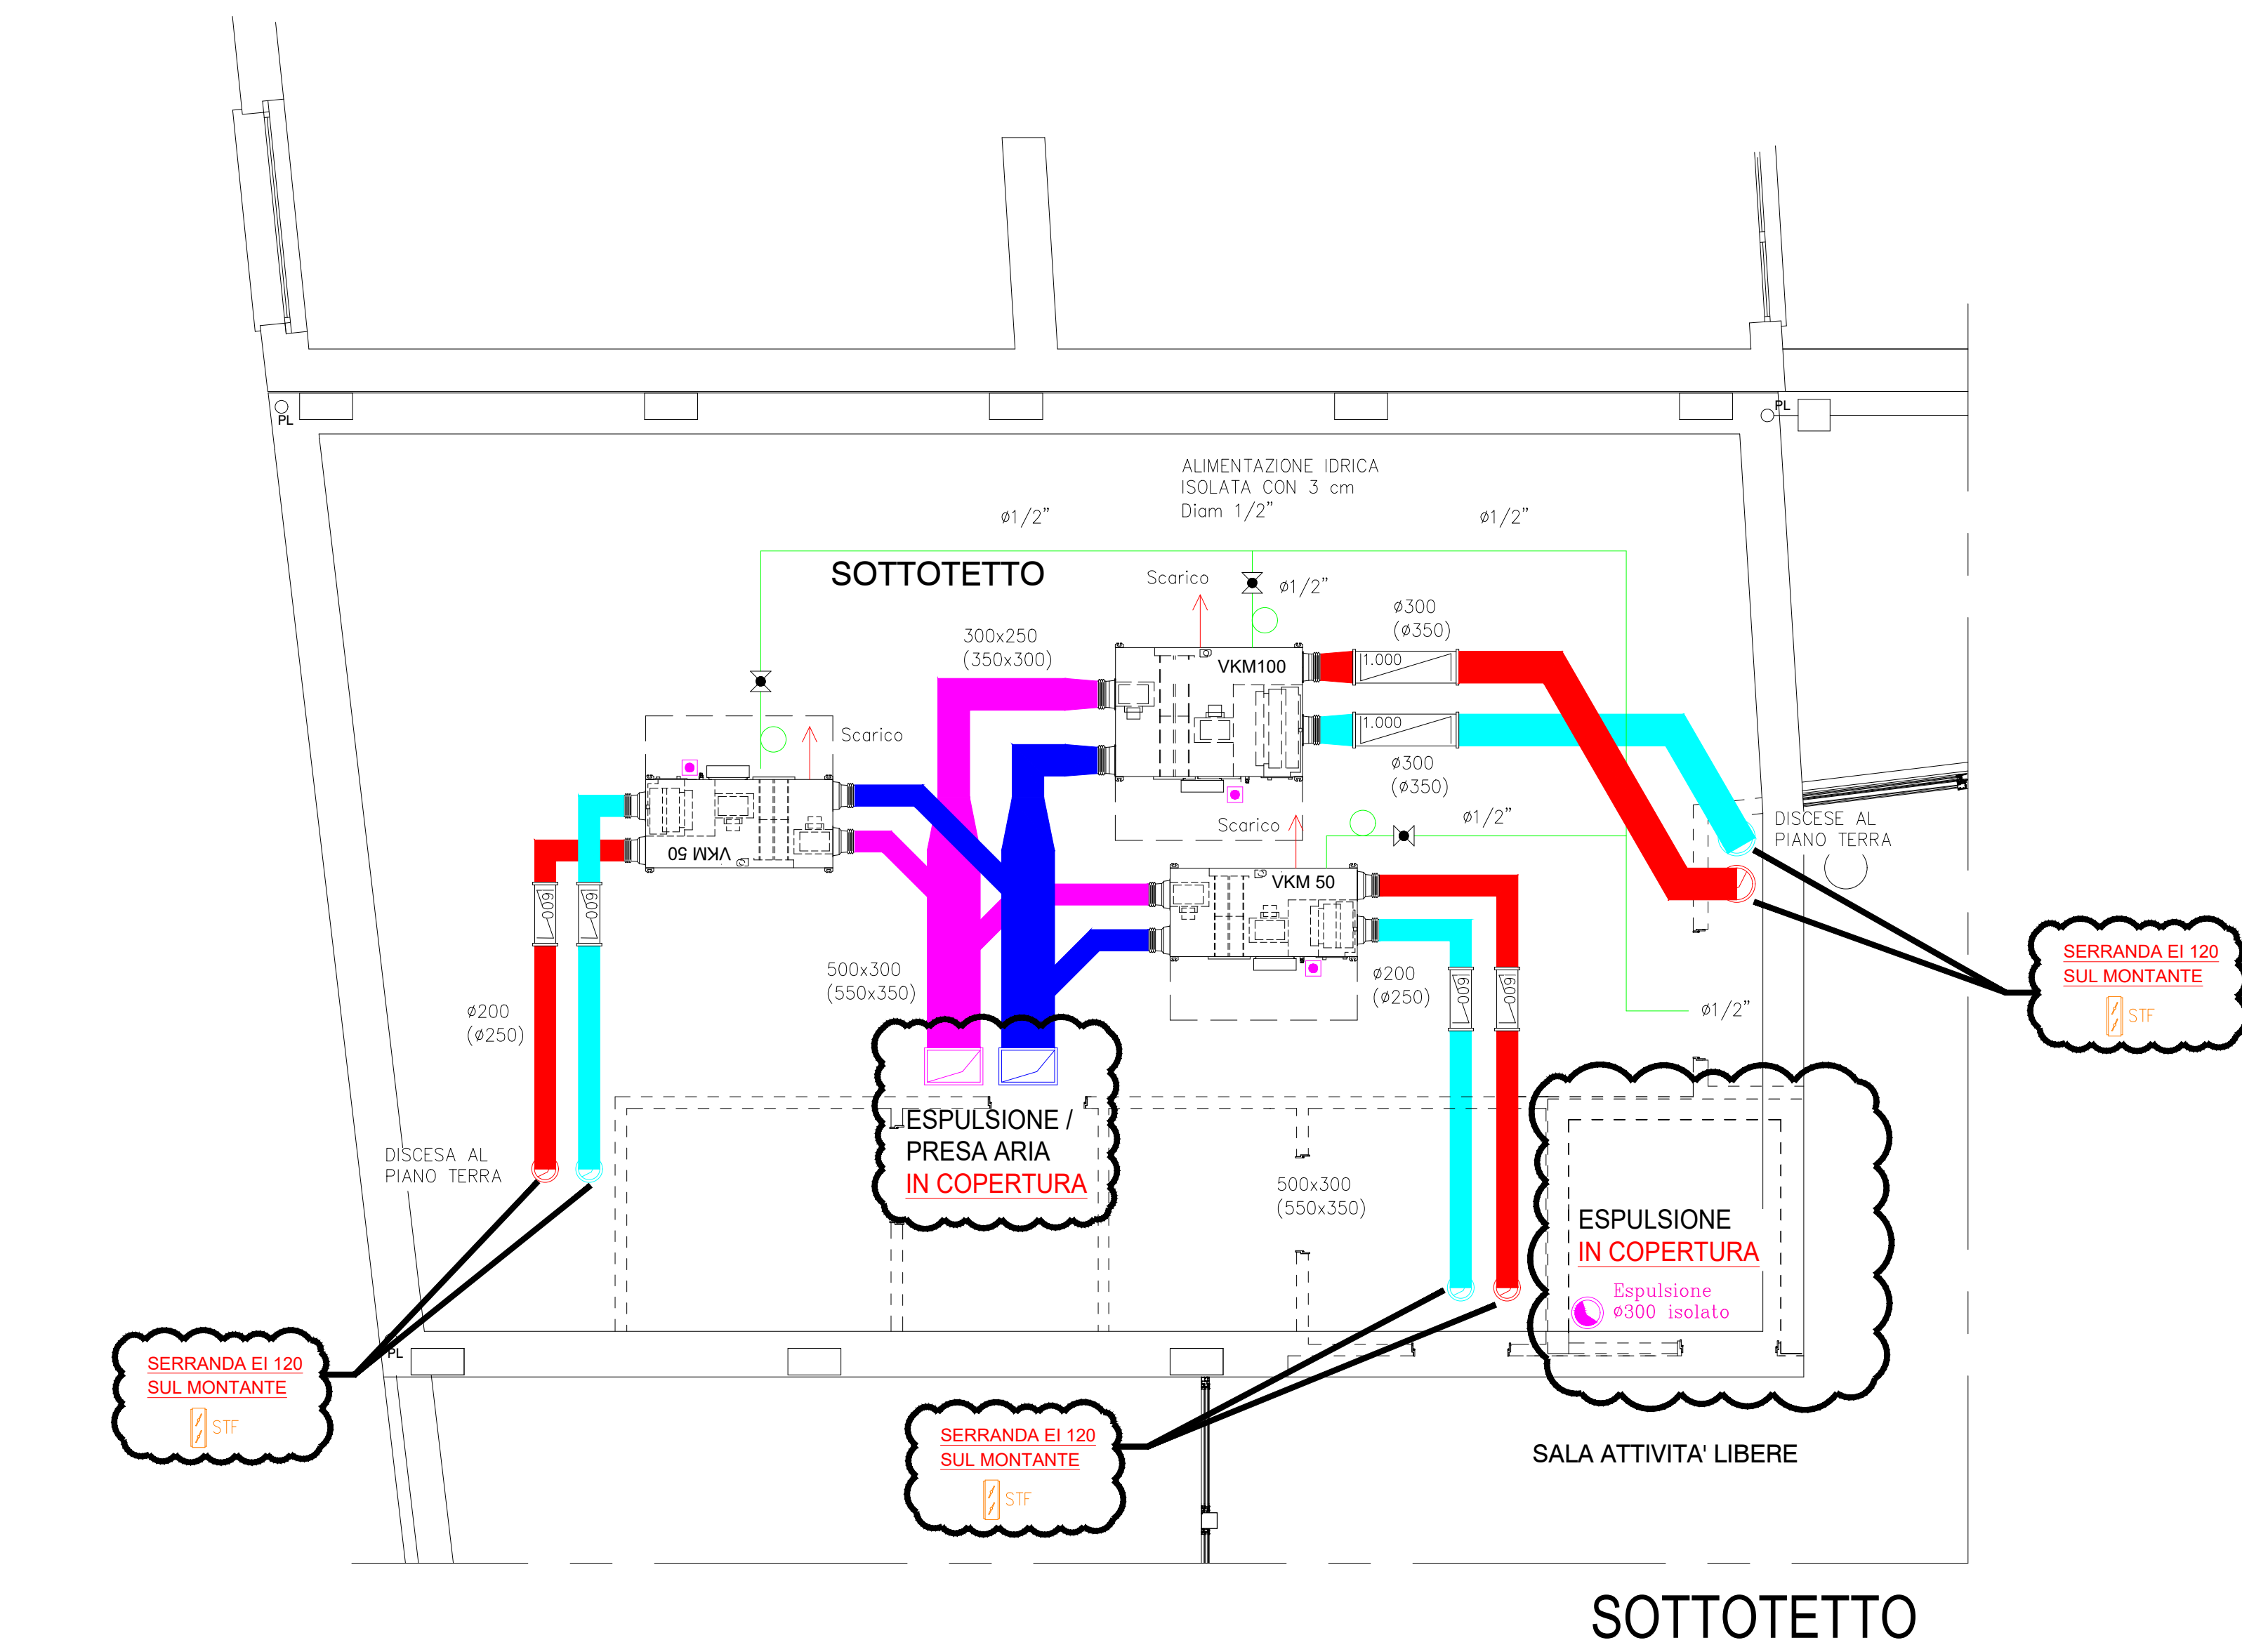 PL
PL
ALIMENTAZIONE IDRICA
ISOLATA CON 3 cm
Diam 1/2"
ø1/2"
ø1/2"
SOTTOTETTO
Scarico
ø1/2"
ø300
(ø350)
300x250
(350x300)
VKM100
1.000
Scarico
1.000
ø300
(ø350)
Scarico
ø1/2"
DISCESE AL
PIANO TERRA
VKM 50
VKM 50
600
600
500x300
(550x350)
ø200
(ø250)
600
600
ø200
(ø250)
ø1/2"
SERRANDA EI 120
SUL MONTANTE
STF
ESPULSIONE /
PRESA ARIA
IN COPERTURA
DISCESA AL
PIANO TERRA
500x300
(550x350)
ESPULSIONE
IN COPERTURA
Espulsione
ø300 isolato
PL
SERRANDA EI 120
SUL MONTANTE
STF
SERRANDA EI 120
SUL MONTANTE
STF
SALA ATTIVITA' LIBERE
SOTTOTETTO